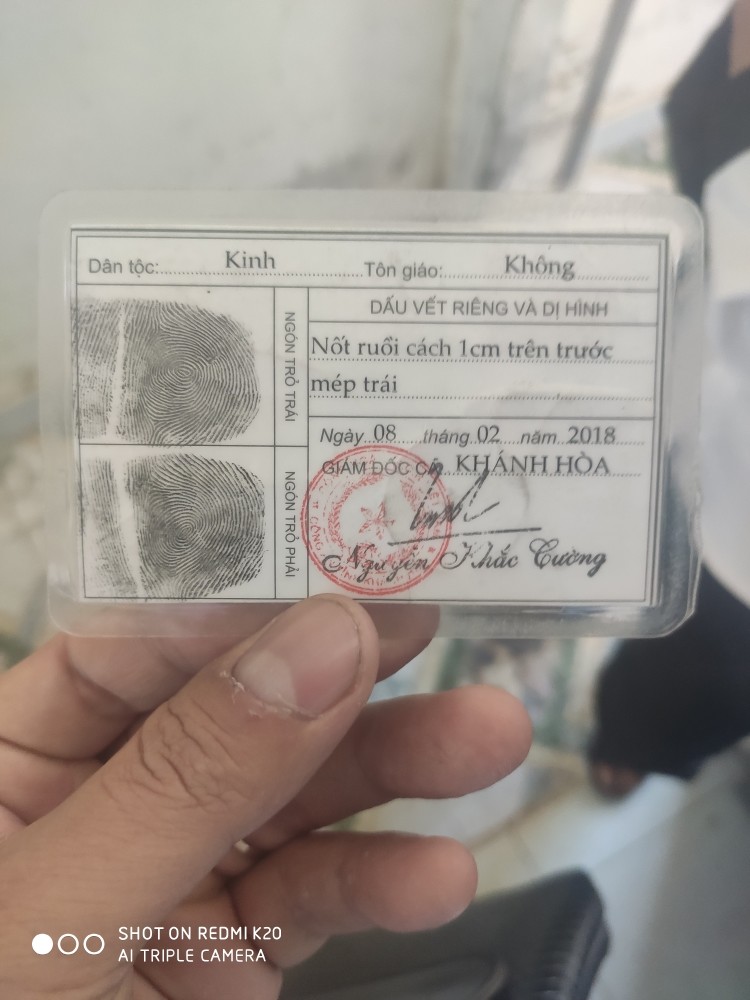 Dân tộc: Kinh Tôn giáo: Không
NGÓN TRỎ TRÁI
DẤU VẾT RIÊNG VÀ DỊ HÌNH
Nốt ruồi cách 1cm trên trước
mép trái
NGÓN TRỎ PHẢI
Ngày 08 tháng 02 năm 2018
GIÁM ĐỐC CA KHÁNH HÒA
Nguyễn Khắc Cường
SHOT ON REDMI K20
AI TRIPLE CAMERA